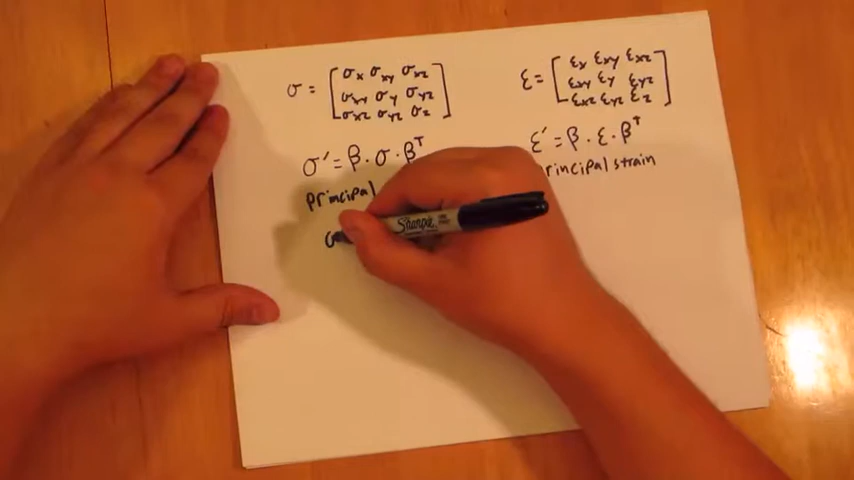 σ = [σx σxy σxz
σxy σy σyz
σxz σyz σz]
ε = [εx εxy εxz
εxy εy εyz
εxz εyz εz]
σ' = β · σ · βᵀ
ε' = β · ε · βᵀ
principal
rincipal strain
σ
Sharpie